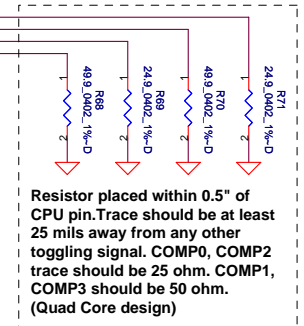 1
R68
49.9_0402_1%~D
2
1
R69
24.9_0402_1%~D
2
1
R70
49.9_0402_1%~D
2
1
R71
24.9_0402_1%~D
2
Resistor placed within 0.5" of
CPU pin.Trace should be at least
25 mils away from any other
toggling signal. COMP0, COMP2
trace should be 25 ohm. COMP1,
COMP3 should be 50 ohm.
(Quad Core design)